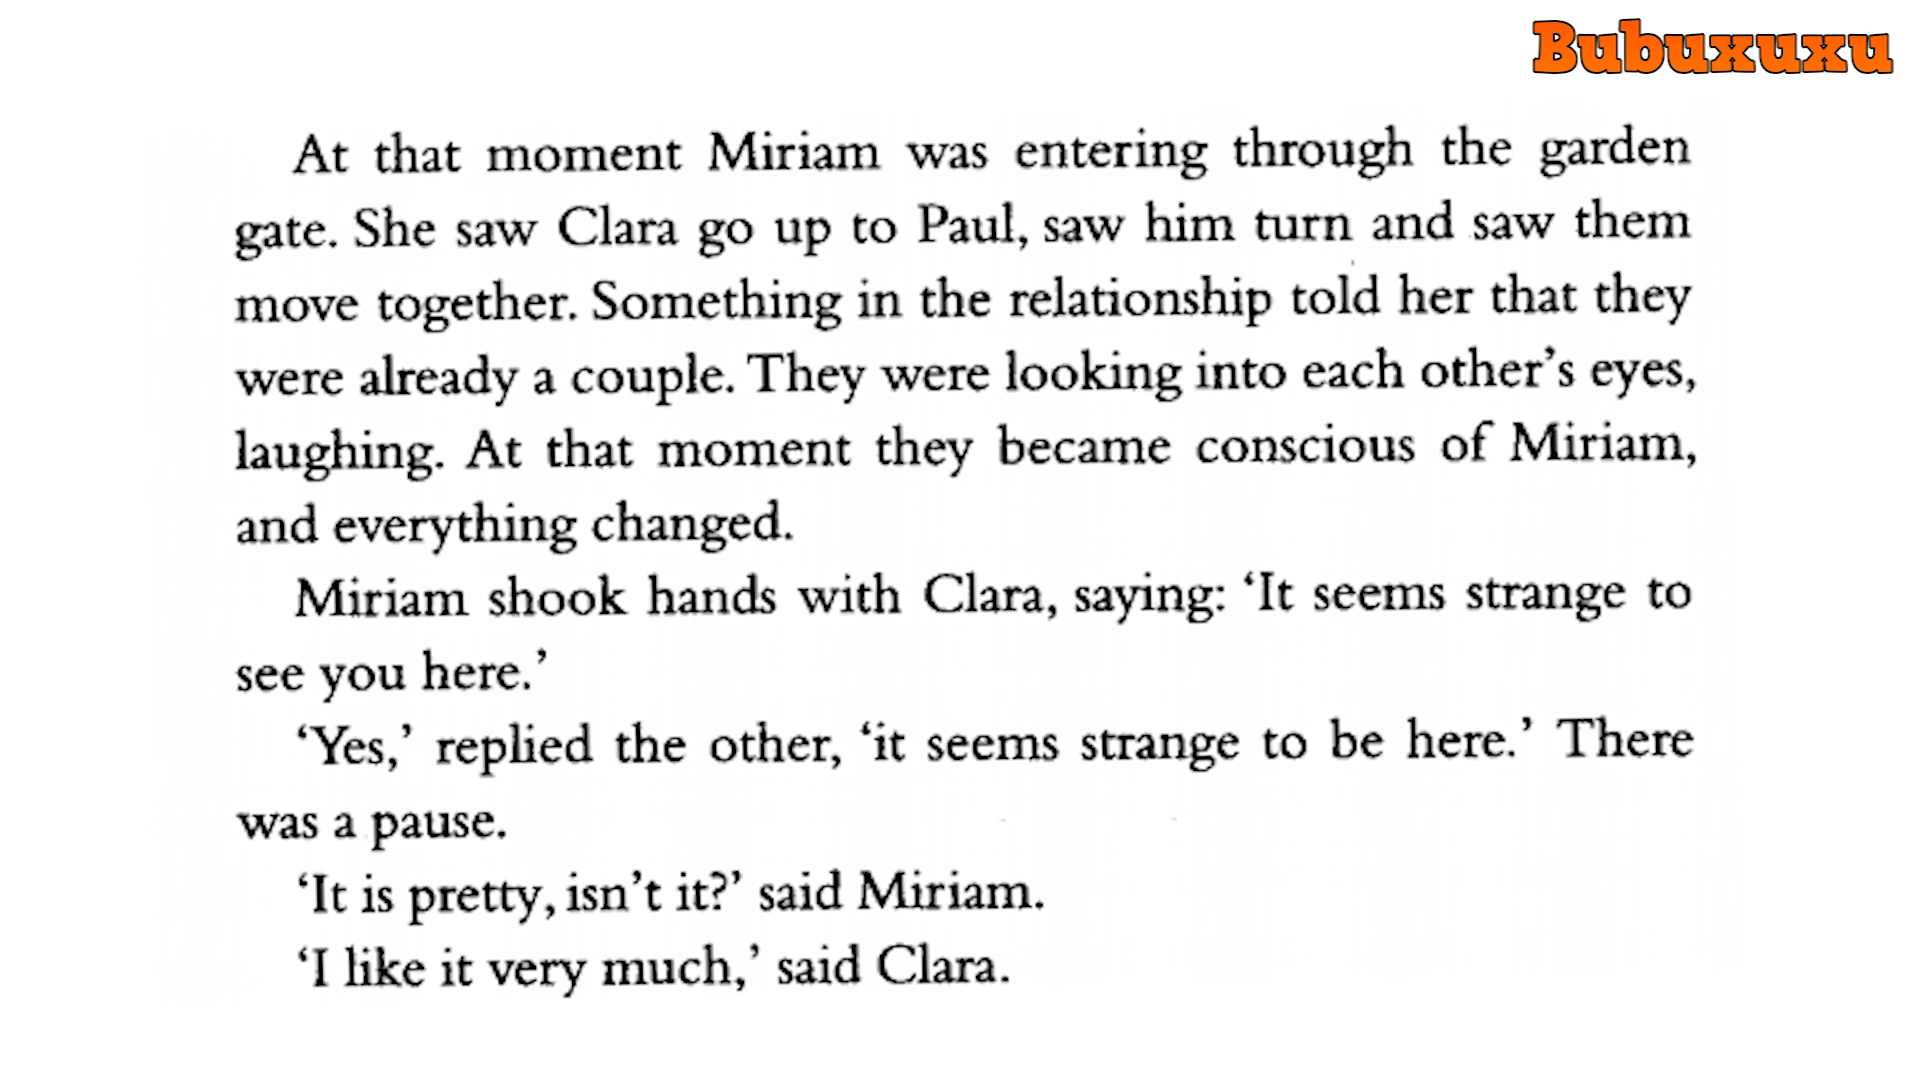 Bubuxuxu
At that moment Miriam was entering through the garden
gate. She saw Clara go up to Paul, saw him turn and saw them
move together. Something in the relationship told her that they
were already a couple. They were looking into each other’s eyes,
laughing. At that moment they became conscious of Miriam,
and everything changed.
Miriam shook hands with Clara, saying: ‘It seems strange to
see you here.’
‘Yes,’ replied the other, ‘it seems strange to be here.’ There
was a pause.
‘It is pretty, isn’t it?’ said Miriam.
‘I like it very much,’ said Clara.